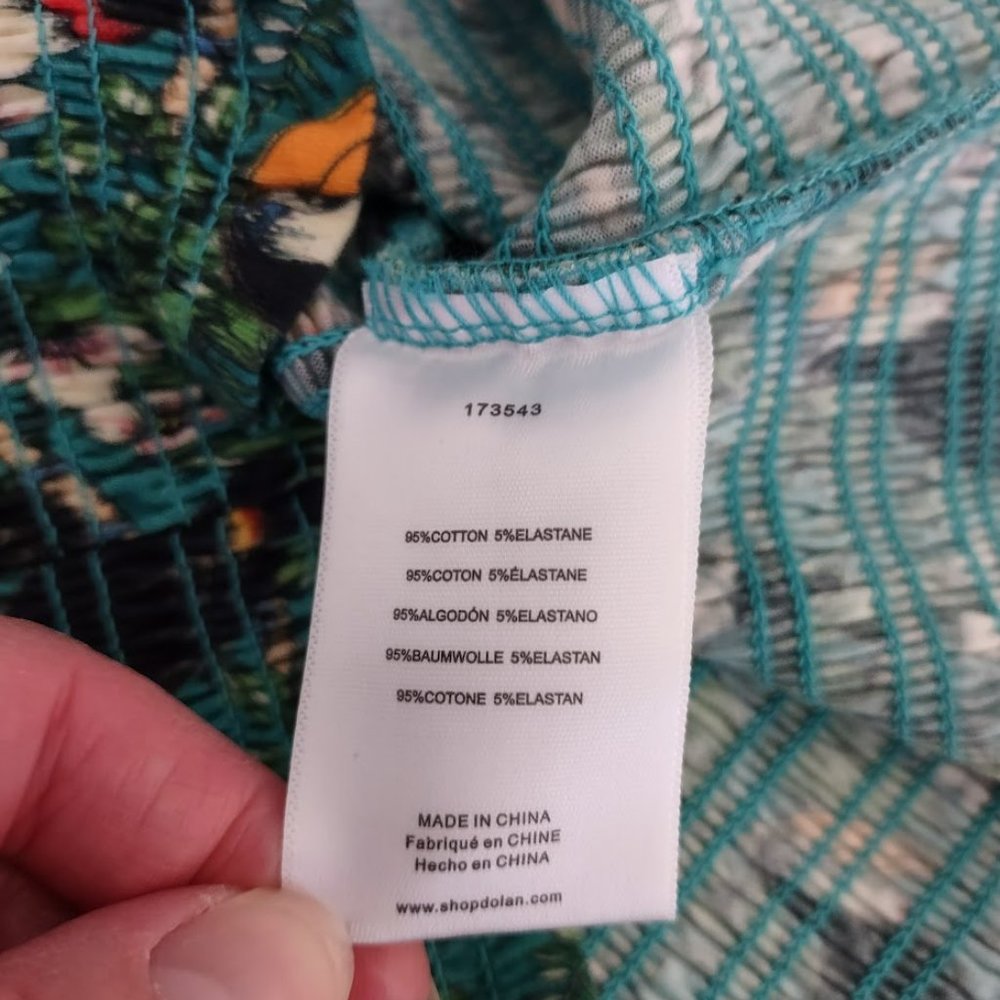 173543
95%COTTON 5%ELASTANE
95%COTON 5%ÉLASTANE
95%ALGODÓN 5%ELASTANO
95%BAUMWOLLE 5%ELASTAN
95%COTONE 5%ELASTAN
MADE IN CHINA
Fabriqué en CHINE
Hecho en CHINA
www.shopdolan.com